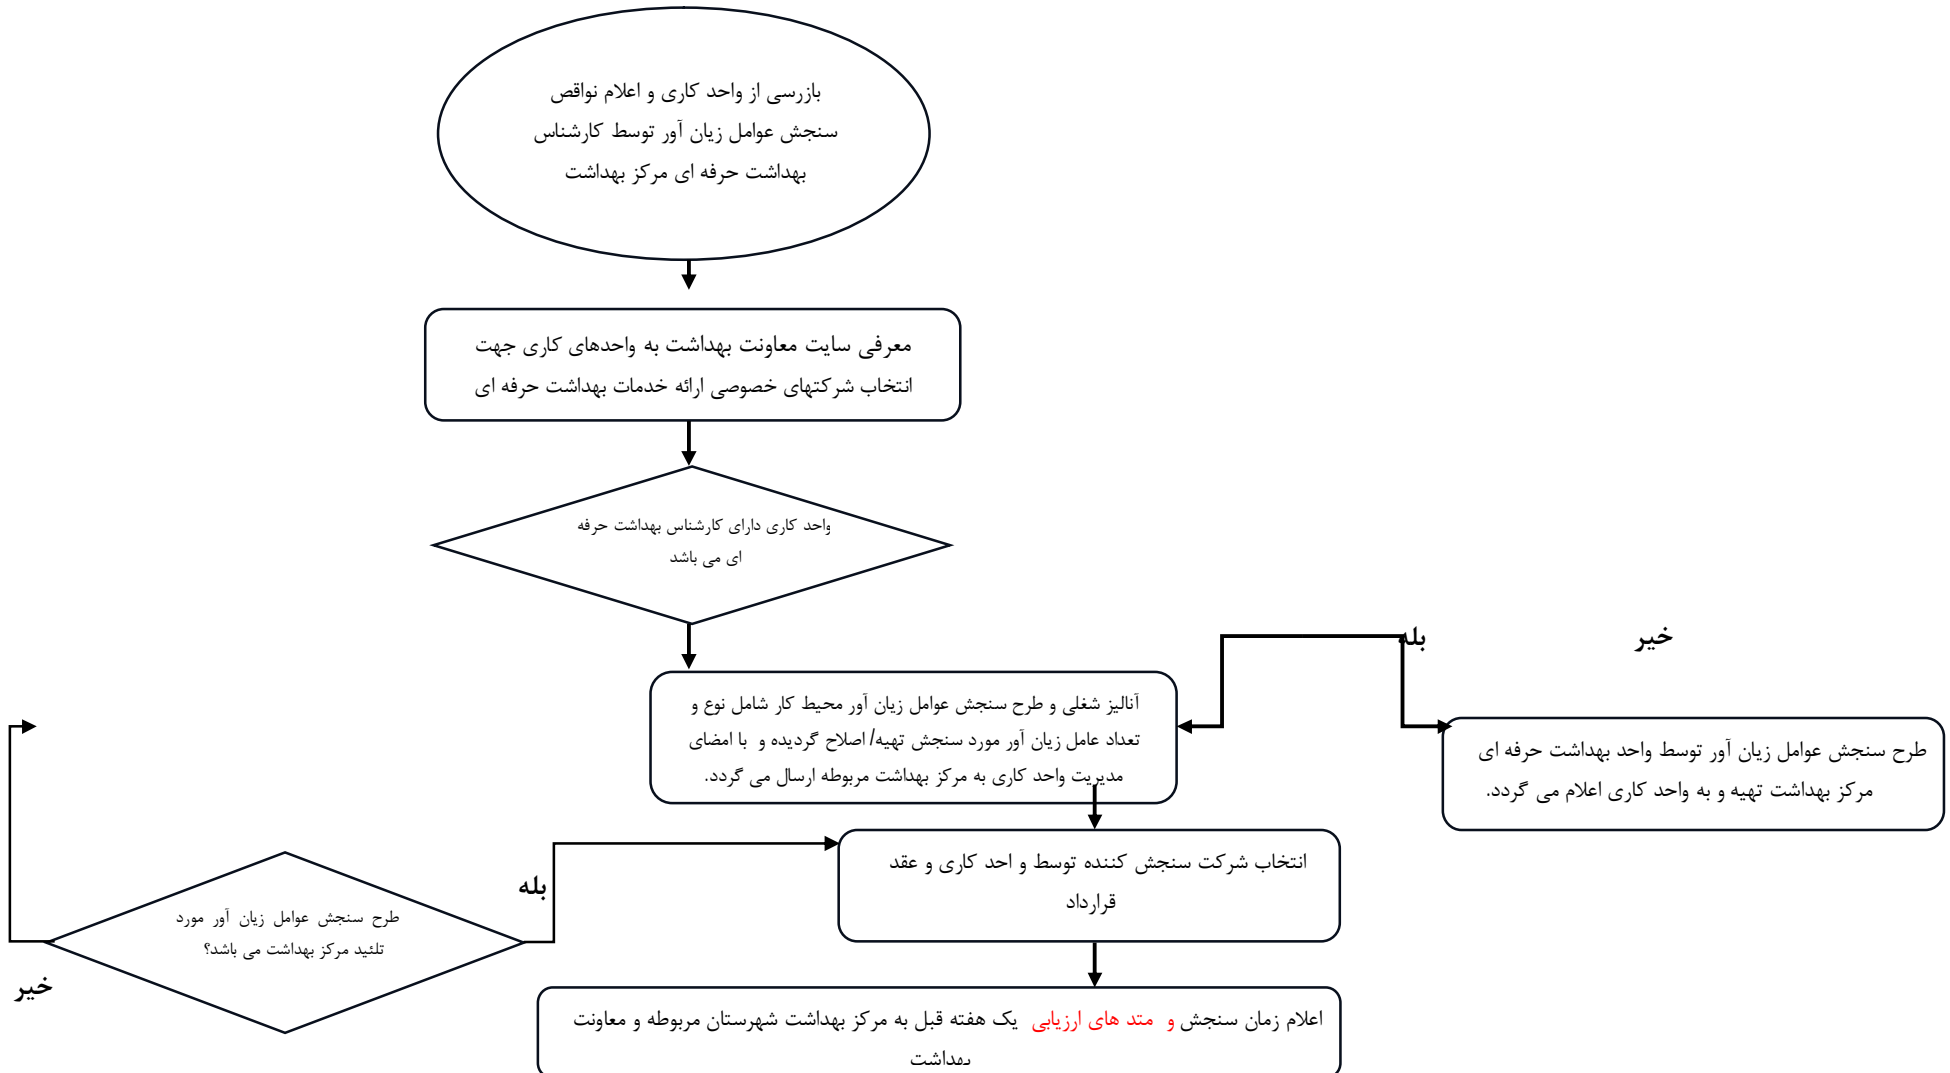 بازرسی از واحد کاری و اعلام نواقص
سنجش عوامل زیان آور توسط کارشناس
بهداشت حرفه ای مرکز بهداشت
معرفی سایت معاونت بهداشت به واحدهای کاری جهت
انتخاب شرکتهای خصوصی ارائه خدمات بهداشت حرفه ای
واحد کاری دارای کارشناس بهداشت حرفه
ای می باشد
خیر
بله
آنالیز شغلی و طرح سنجش عوامل زیان آور محیط کار شامل نوع و
تعداد عامل زیان آور مورد سنجش تهیه/ اصلاح گردیده و با امضای
مدیریت واحد کاری به مرکز بهداشت مربوطه ارسال می گردد.
طرح سنجش عوامل زیان آور توسط واحد بهداشت حرفه ای
مرکز بهداشت تهیه و به واحد کاری اعلام می گردد.
انتخاب شرکت سنجش کننده توسط و احد کاری و عقد
قرارداد
بله
طرح سنجش عوامل زیان آور مورد
تلئید مرکز بهداشت می باشد؟
خیر
اعلام زمان سنجش و متد های ارزیابی یک هفته قبل به مرکز بهداشت شهرستان مربوطه و معاونت
بهداشت